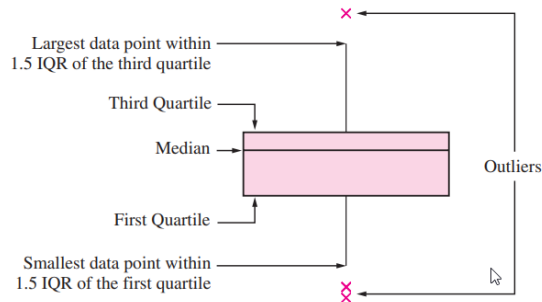 Largest data point within
1.5 IQR of the third quartile
Third Quartile
Median
Outliers
First Quartile
Smallest data point within
1.5 IQR of the first quartile